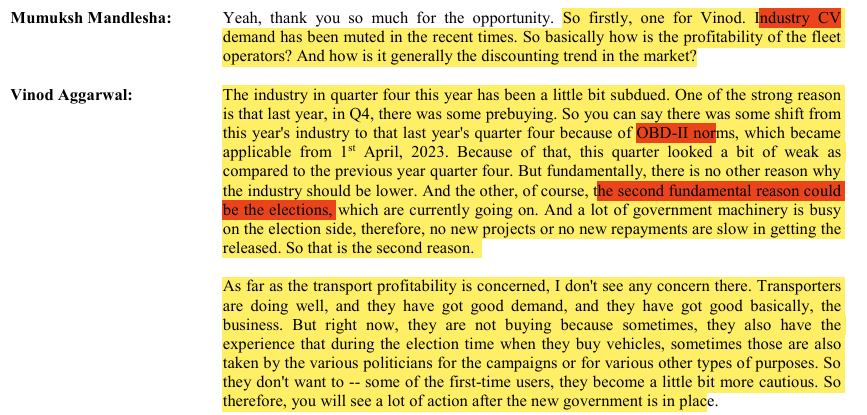 Mumuksh Mandlesha: Yeah, thank you so much for the opportunity. So firstly, one for Vinod. Industry CV
demand has been muted in the recent times. So basically how is the profitability of the fleet
operators? And how is it generally the discounting trend in the market?
Vinod Aggarwal: The industry in quarter four this year has been a little bit subdued. One of the strong reason
is that last year, in Q4, there was some prebuying. So you can say there was some shift from
this year's industry to that last year's quarter four because of OBD-II norms, which became
applicable from 1st April, 2023. Because of that, this quarter looked a bit of weak as
compared to the previous year quarter four. But fundamentally, there is no other reason why
the industry should be lower. And the other, of course, the second fundamental reason could
be the elections, which are currently going on. And a lot of government machinery is busy
on the election side, therefore, no new projects or no new repayments are slow in getting the
released. So that is the second reason.
As far as the transport profitability is concerned, I don't see any concern there. Transporters
are doing well, and they have got good demand, and they have got good basically, the
business. But right now, they are not buying because sometimes, they also have the
experience that during the election time when they buy vehicles, sometimes those are also
taken by the various politicians for the campaigns or for various other types of purposes. So
they don't want to -- some of the first-time users, they become a little bit more cautious. So
therefore, you will see a lot of action after the new government is in place.